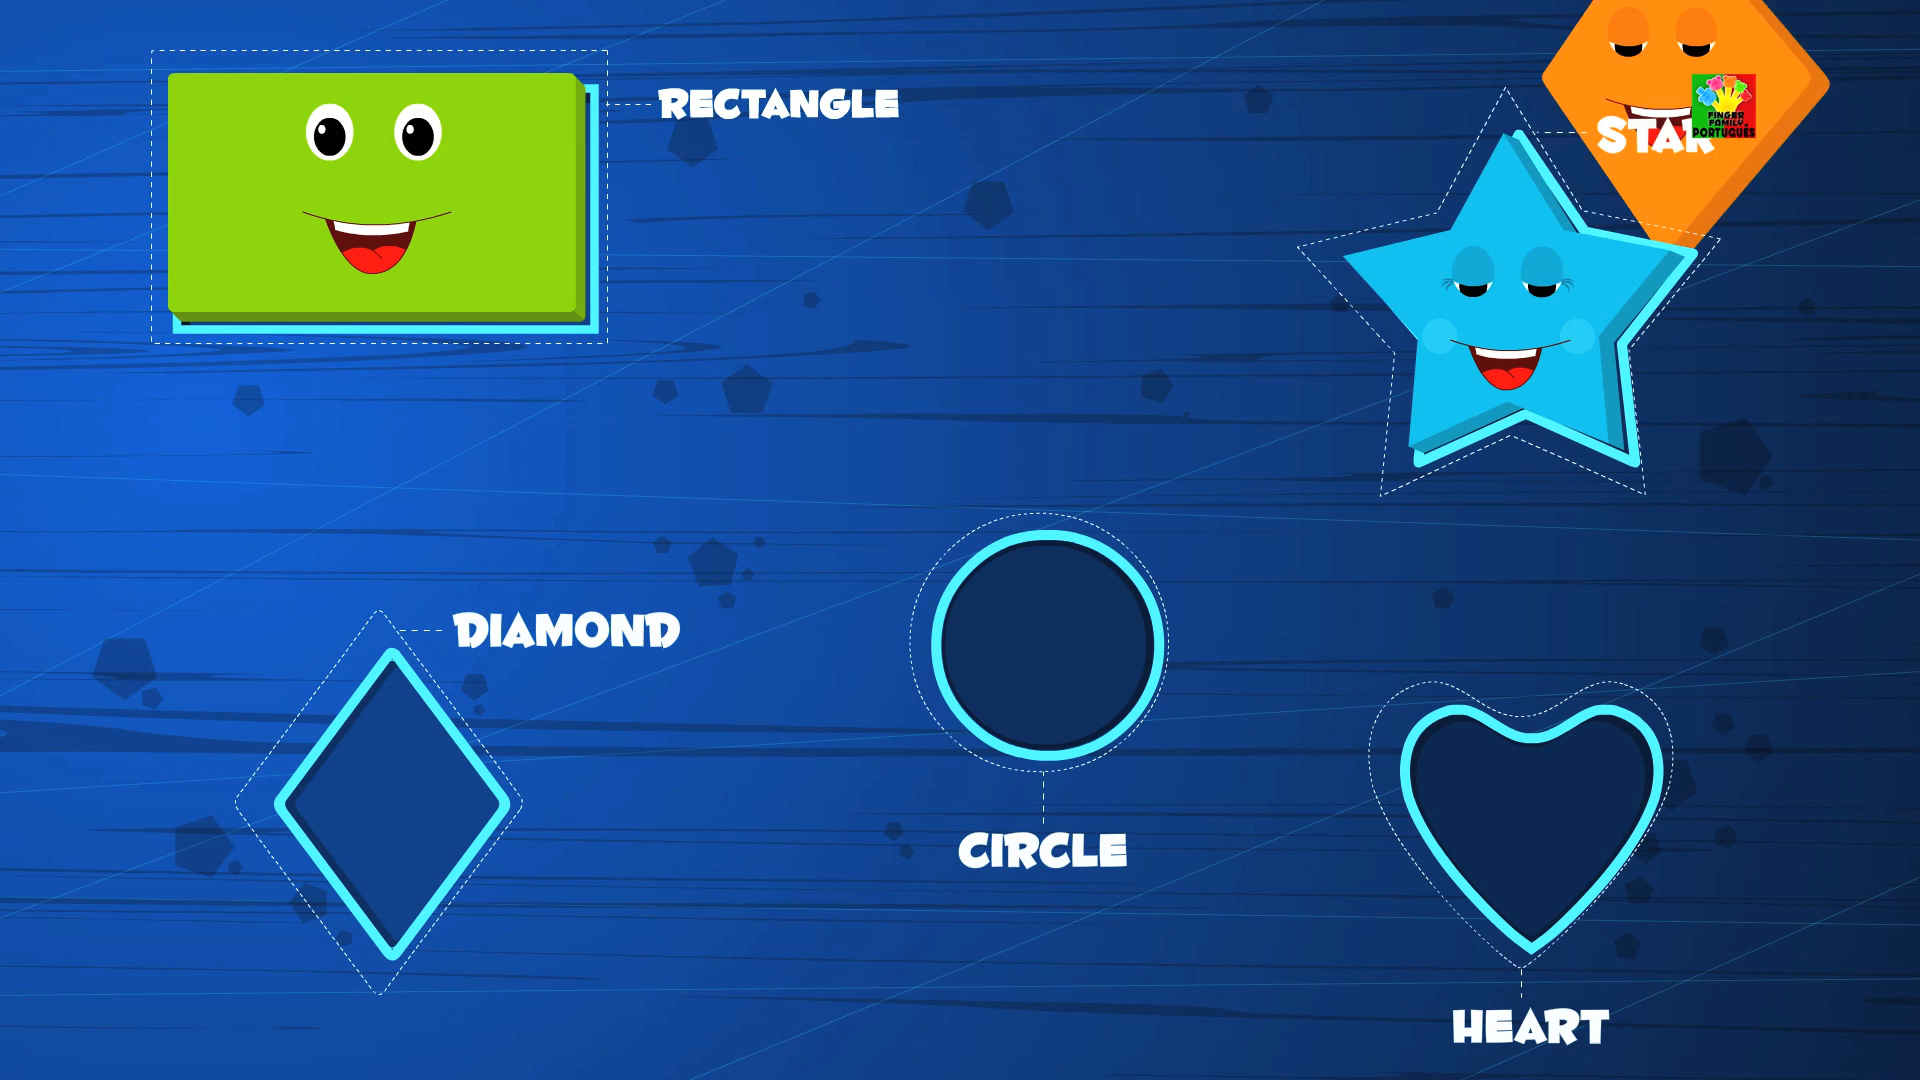 RECTANGLE
STAR
FINGER
FAMILY
PORTUGUÊS
DIAMOND
CIRCLE
HEART